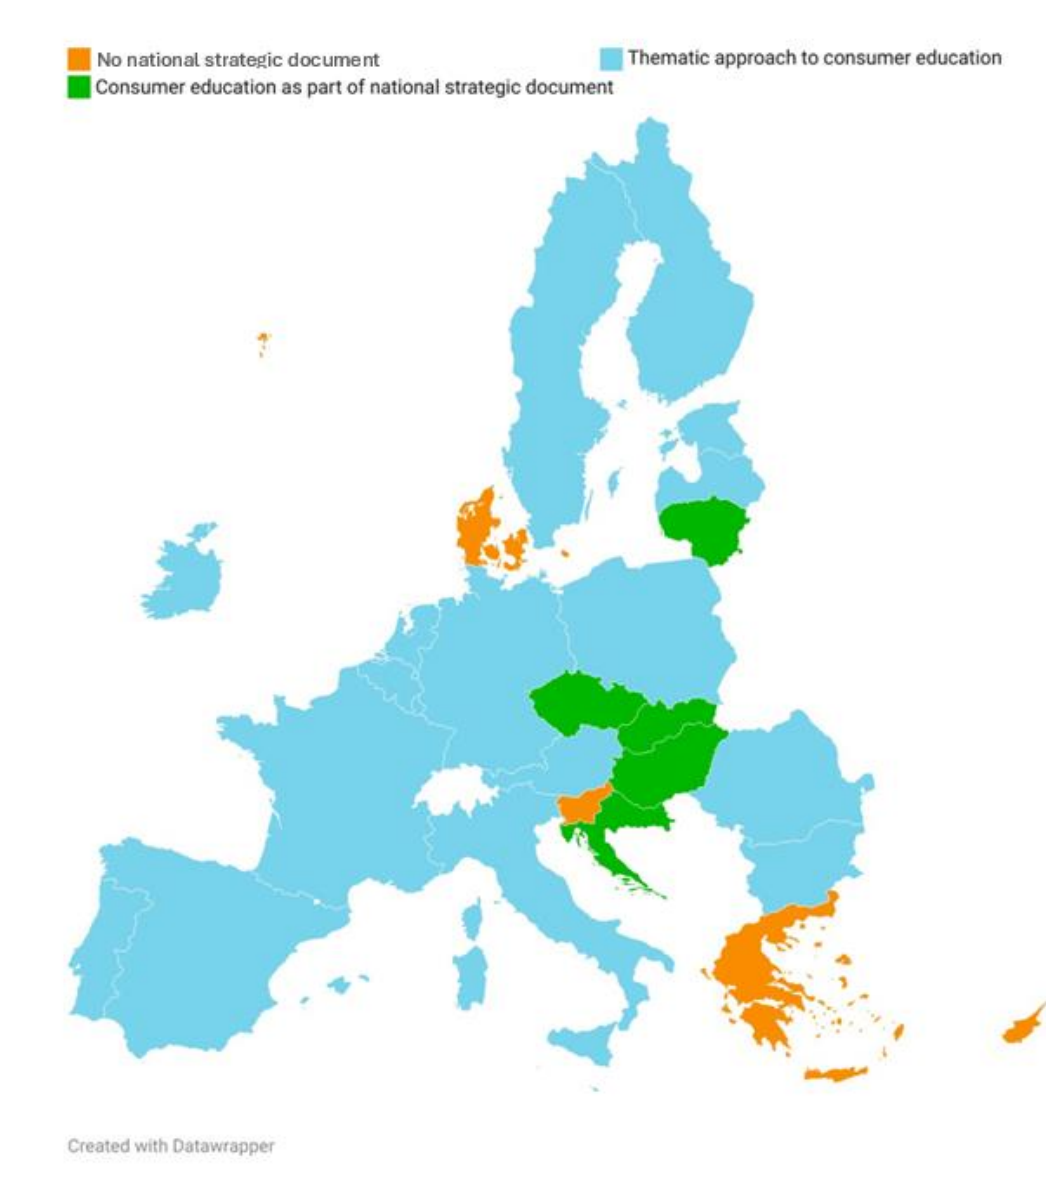 No national strategic document
Thematic approach to consumer education
Consumer education as part of national strategic document
Created with Datawrapper